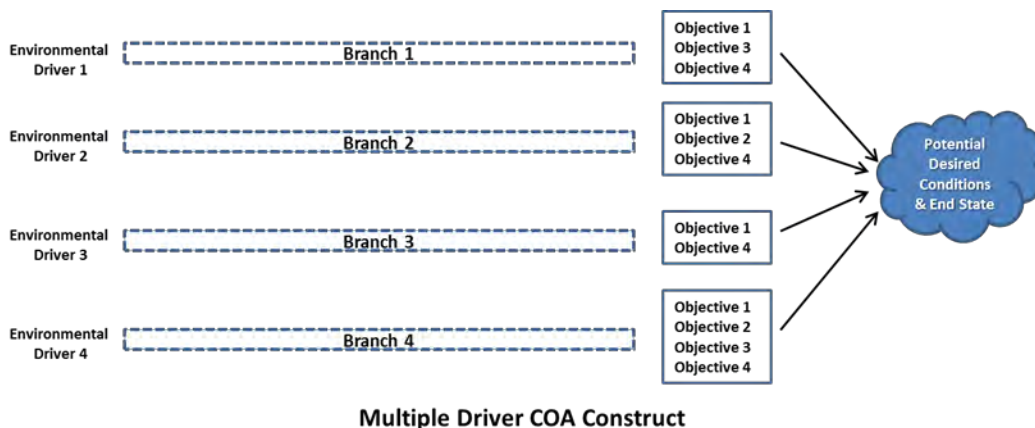 Environmental
Driver 1
Branch 1
Objective 1
Objective 3
Objective 4
Environmental
Driver 2
Branch 2
Objective 1
Objective 2
Objective 4
Potential
Desired
Conditions
& End State
Environmental
Driver 3
Branch 3
Objective 1
Objective 4
Environmental
Driver 4
Branch 4
Objective 1
Objective 2
Objective 3
Objective 4
Multiple Driver COA Construct